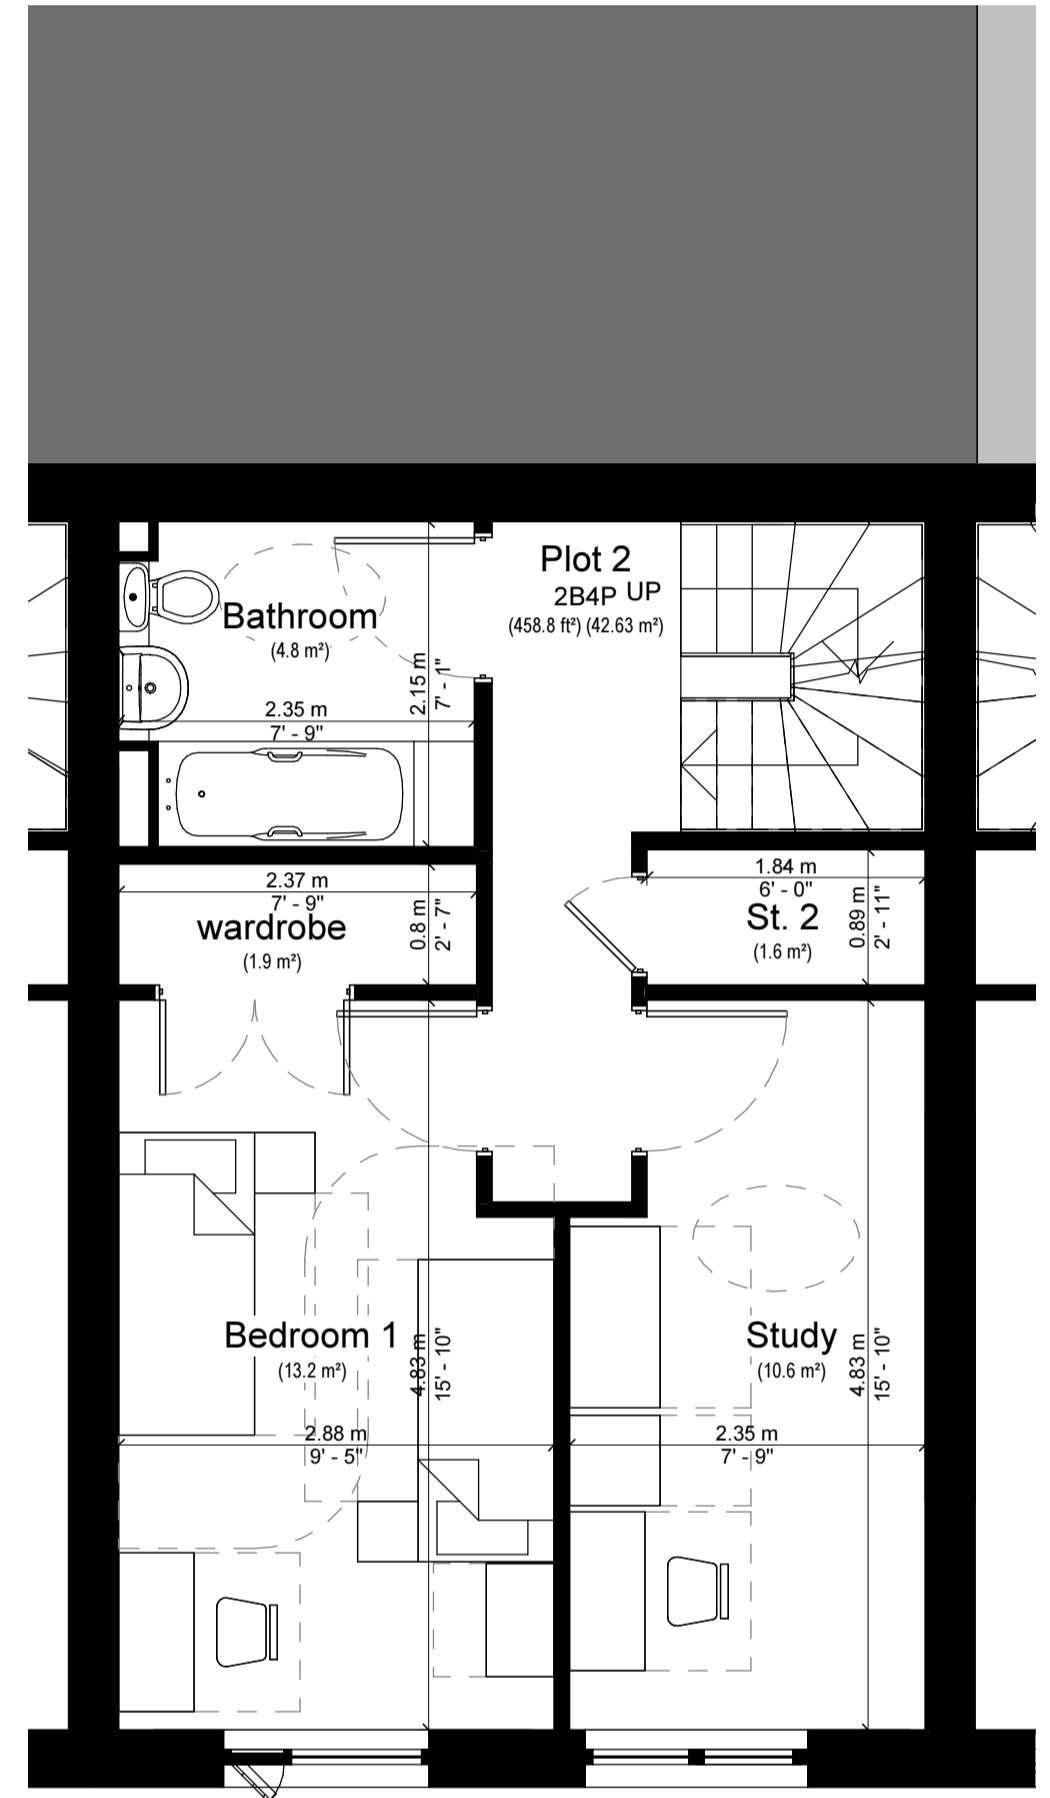 Plot 2
2B4P UP
(458.8 ft²) (42.63 m²)
Bathroom
(4.8 m²)
2.15 m
7' - 1"
2.35 m
7' - 9"
2.37 m
7' - 9"
wardrobe
(1.9 m²)
0.8 m
2' - 7"
1.84 m
6' - 0"
St. 2
(1.6 m²)
0.89 m
2' - 11"
Bedroom 1
(13.2 m²)
4.83 m
15' - 10"
2.88 m
9' - 5"
Study
(10.6 m²)
4.83 m
15' - 10"
2.35 m
7' - 9"